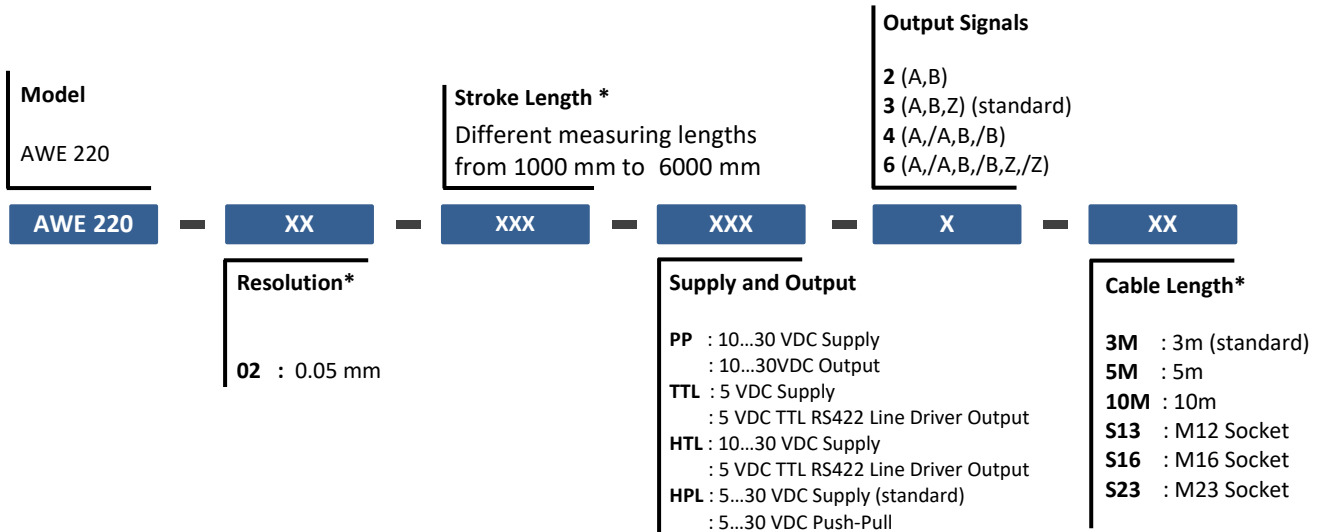 Output Signals
2 (A,B)
3 (A,B,Z) (standard)
4 (A,/A,B,/B)
6 (A,/A,B,/B,Z,/Z)
Model
AWE 220
Stroke Length *
Different measuring lengths
from 1000 mm to 6000 mm
AWE 220 - XX - XXX - XXX - X - XX
Resolution*
02 : 0.05 mm
Supply and Output
PP : 10...30 VDC Supply
: 10...30VDC Output
TTL : 5 VDC Supply
: 5 VDC TTL RS422 Line Driver Output
HTL : 10...30 VDC Supply
: 5 VDC TTL RS422 Line Driver Output
HPL : 5...30 VDC Supply (standard)
: 5...30 VDC Push-Pull
Cable Length*
3M : 3m (standard)
5M : 5m
10M : 10m
S13 : M12 Socket
S16 : M16 Socket
S23 : M23 Socket